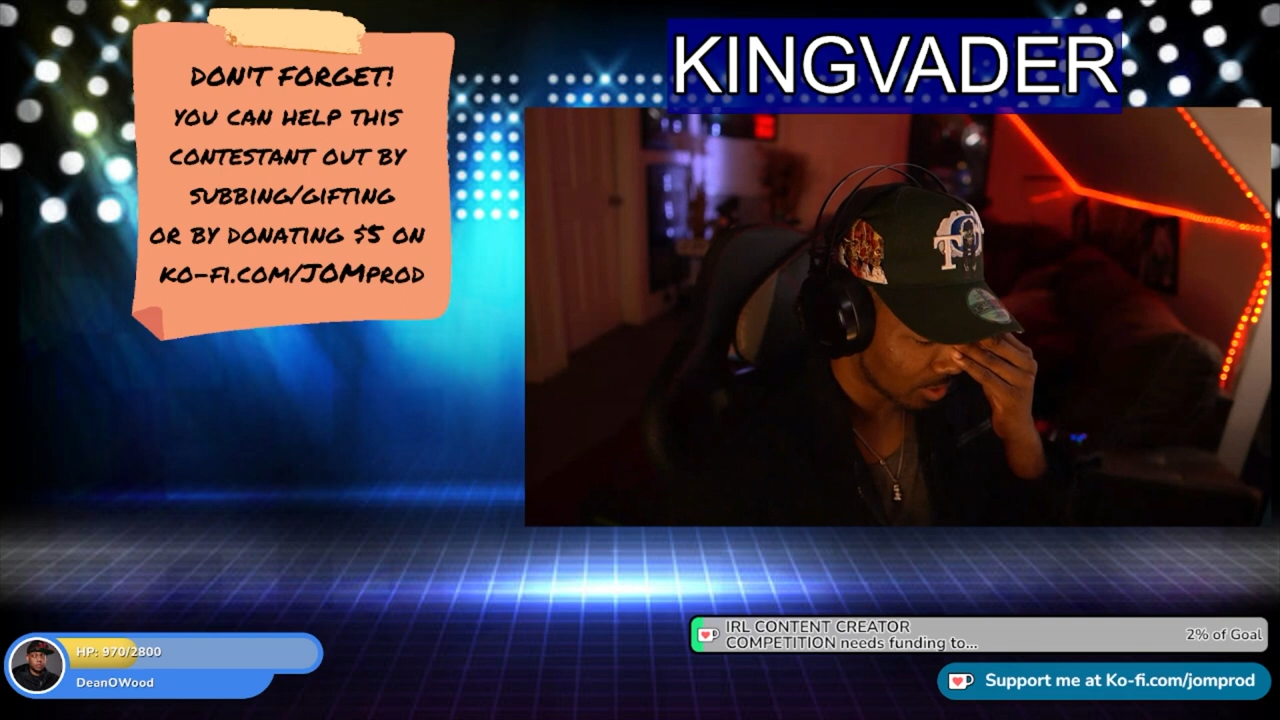 DON'T FORGET!
YOU CAN HELP THIS
CONTESTANT OUT BY
SUBBING/GIFTING
OR BY DONATING $5 ON
KO-FI.COM/JOMPROD
KINGVADER
HP: 970/2800
DeanOWood
IRL CONTENT CREATOR
COMPETITION needs funding to...
2% of Goal
Support me at Ko-fi.com/jomprod